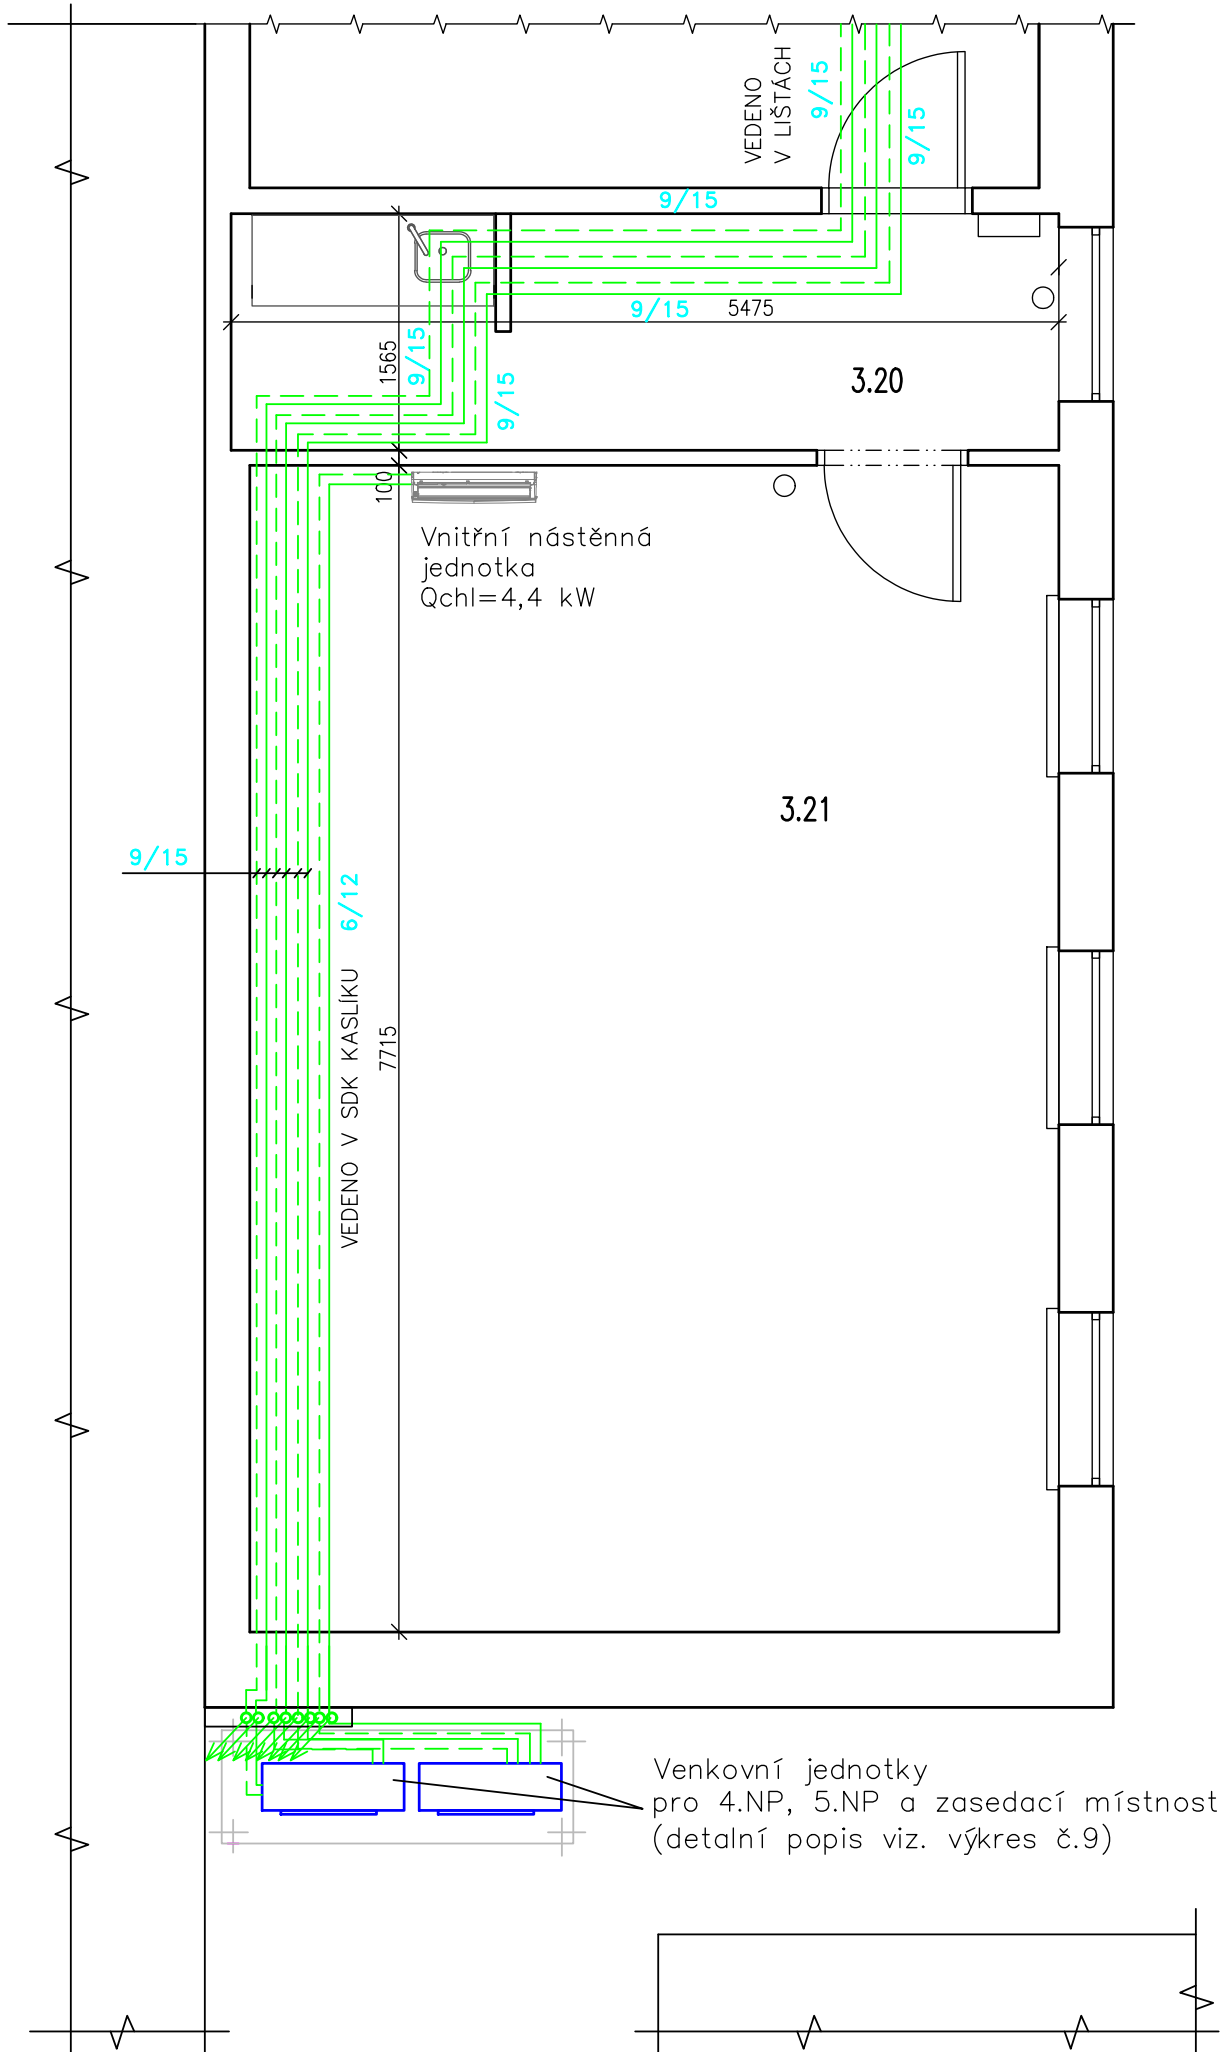 VEDENO
V LIŠTÁCH
9/15
9/15
9/15
9/15
5475
1565
9/15
9/15
3.20
100
Vnitřní nástěnná
jednotka
Qchl=4,4 kW
3.21
9/15
6/12
VEDENO V SDK KASLÍKU
7715
Venkovní jednotky
pro 4.NP, 5.NP a zasedací místnost
(detalní popis viz. výkres č.9)